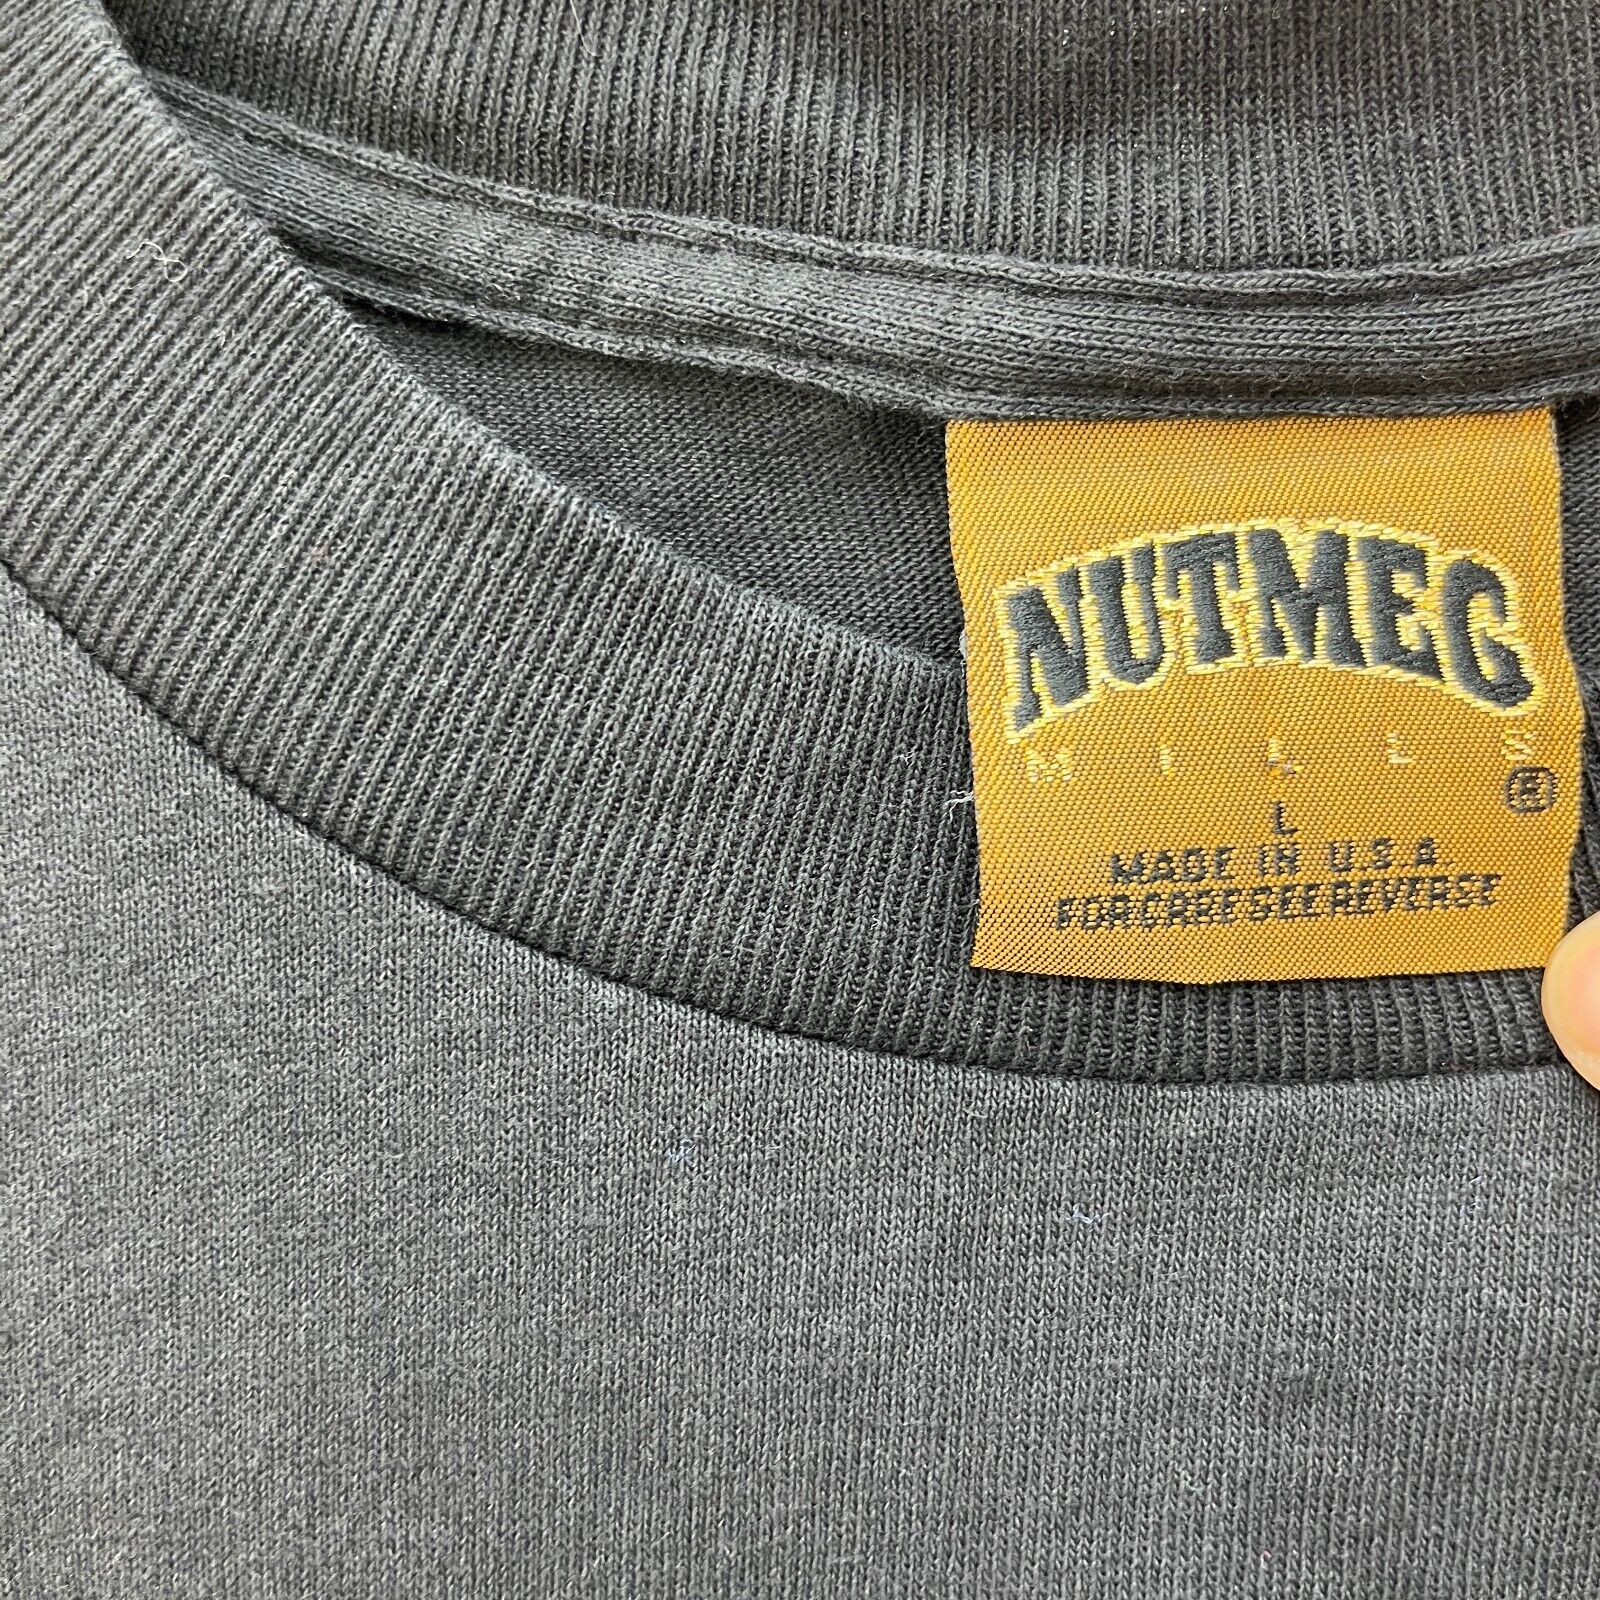 NUTMEG
MILLS
®
L
MADE IN U.S.A.
FOR CARE SEE REVERSE